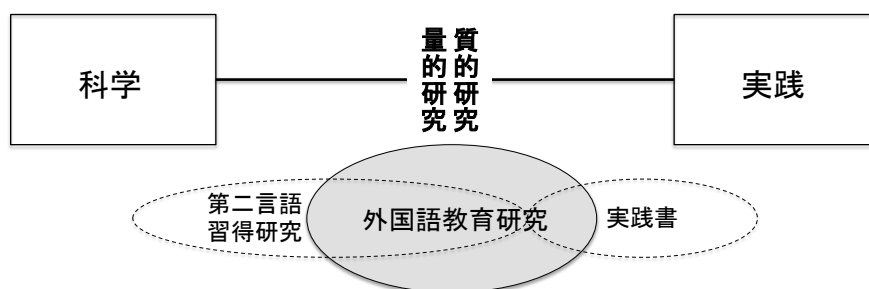 科学
質的研究
量的研究
実践
第二言語
習得研究
外国語教育研究
実践書